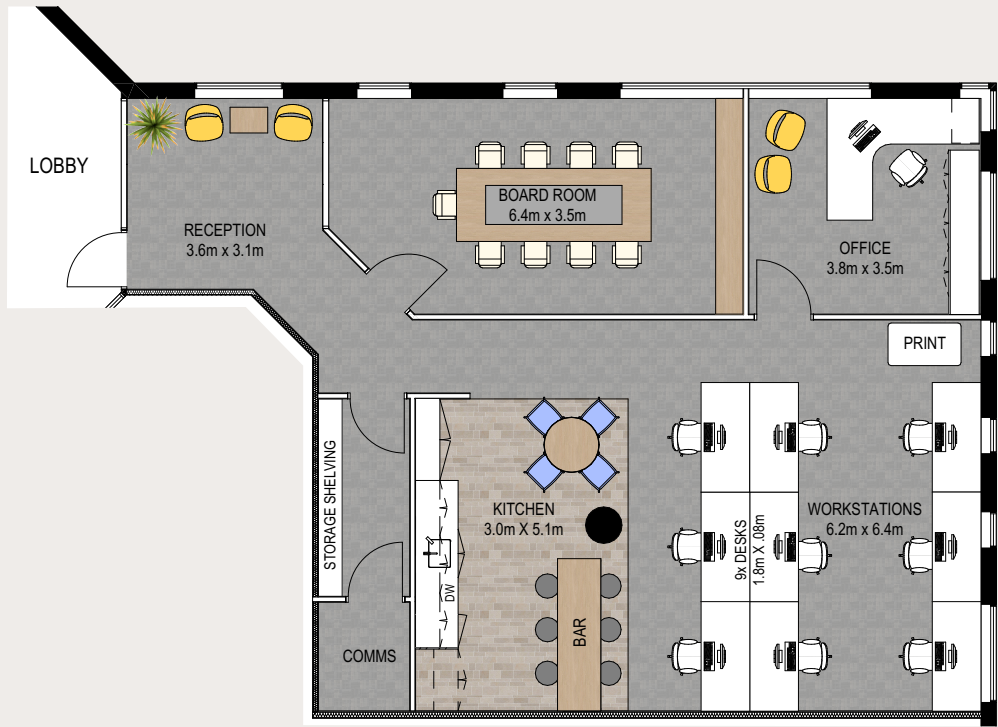 LOBBY
RECEPTION
3.6m x 3.1m
BOARD ROOM
6.4m x 3.5m
OFFICE
3.8m x 3.5m
PRINT
STORAGE SHELVING
KITCHEN
3.0m X 5.1m
DW
BAR
COMMS
9x DESKS
1.8m X .08m
WORKSTATIONS
6.2m x 6.4m